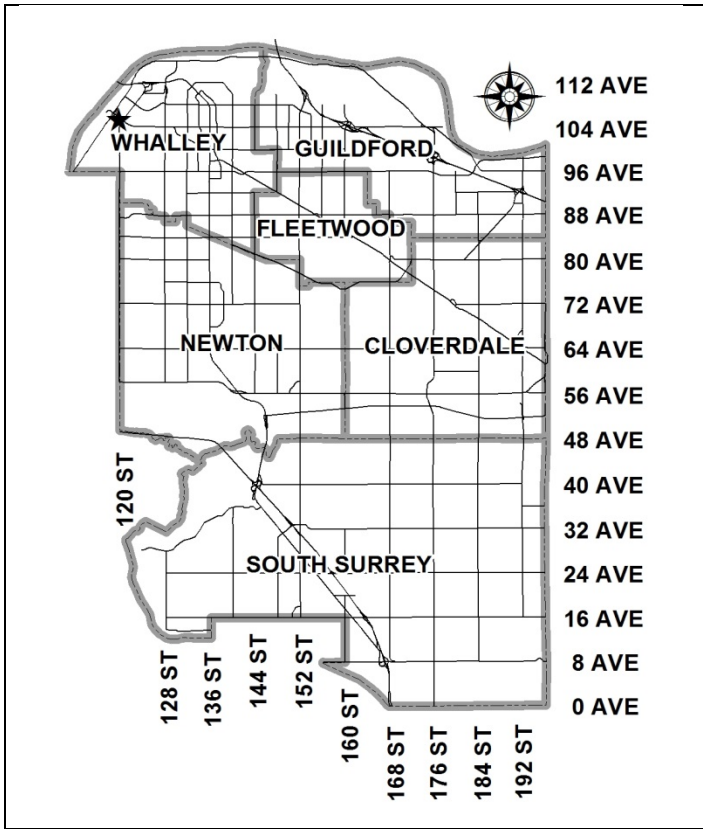 112 AVE
104 AVE
WHALLEY
GUILDFORD
96 AVE
88 AVE
FLEETWOOD
80 AVE
72 AVE
NEWTON
CLOVERDALE
64 AVE
56 AVE
48 AVE
120 ST
40 AVE
32 AVE
SOUTH SURREY
24 AVE
16 AVE
8 AVE
0 AVE
128 ST
136 ST
144 ST
152 ST
160 ST
168 ST
176 ST
184 ST
192 ST